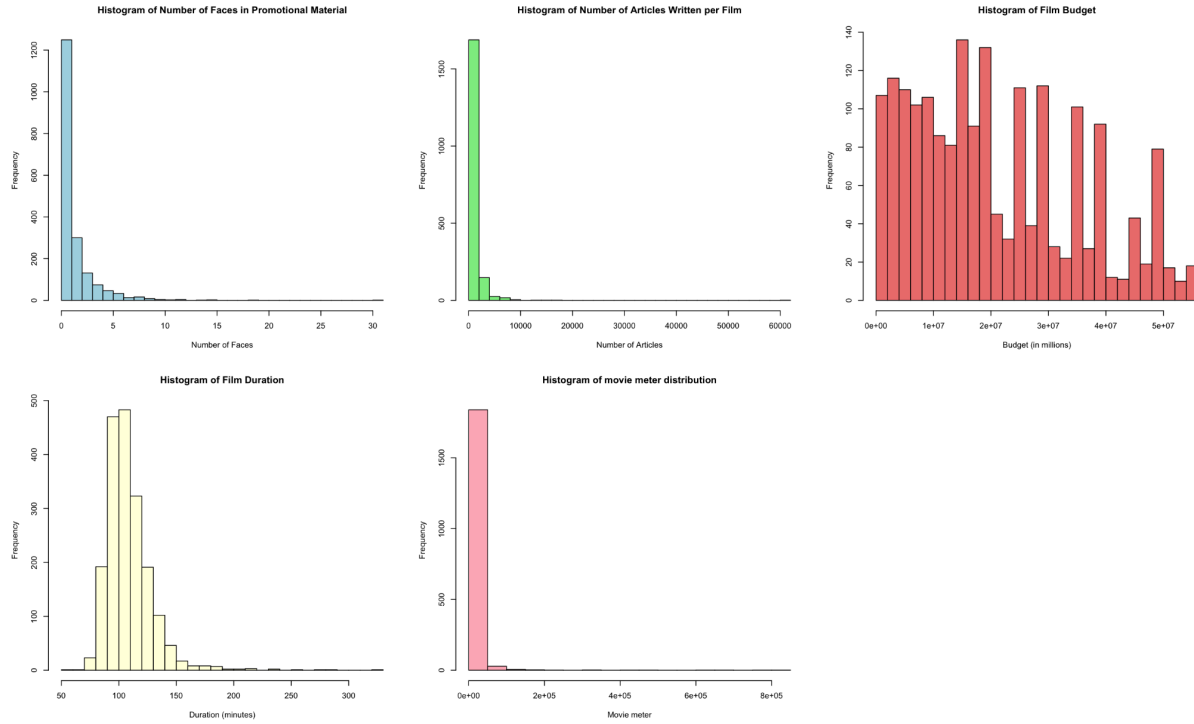 Histogram of Number of Faces in Promotional Material
Frequency
0 200 400 600 800 1000 1200
0 5 10 15 20 25 30
Number of Faces
Histogram of Number of Articles Written per Film
Frequency
0 500 1000 1500
0 10000 20000 30000 40000 50000 60000
Number of Articles
Histogram of Film Budget
Frequency
0 20 40 60 80 100 120 140
0e+00 1e+07 2e+07 3e+07 4e+07 5e+07
Budget (in millions)
Histogram of Film Duration
Frequency
0 100 200 300 400 500
50 100 150 200 250 300
Duration (minutes)
Histogram of movie meter distribution
Frequency
0 500 1000 1500
0e+00 2e+05 4e+05 6e+05 8e+05
Movie meter